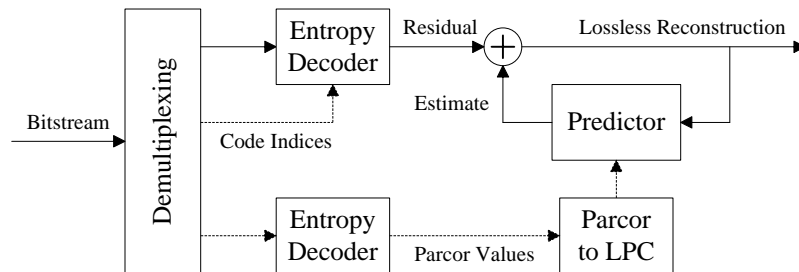 Entropy
Decoder
Residual
Lossless Reconstruction
Estimate
Predictor
Bitstream
Demultiplexing
Code Indices
Entropy
Decoder
Parcor Values
Parcor
to LPC